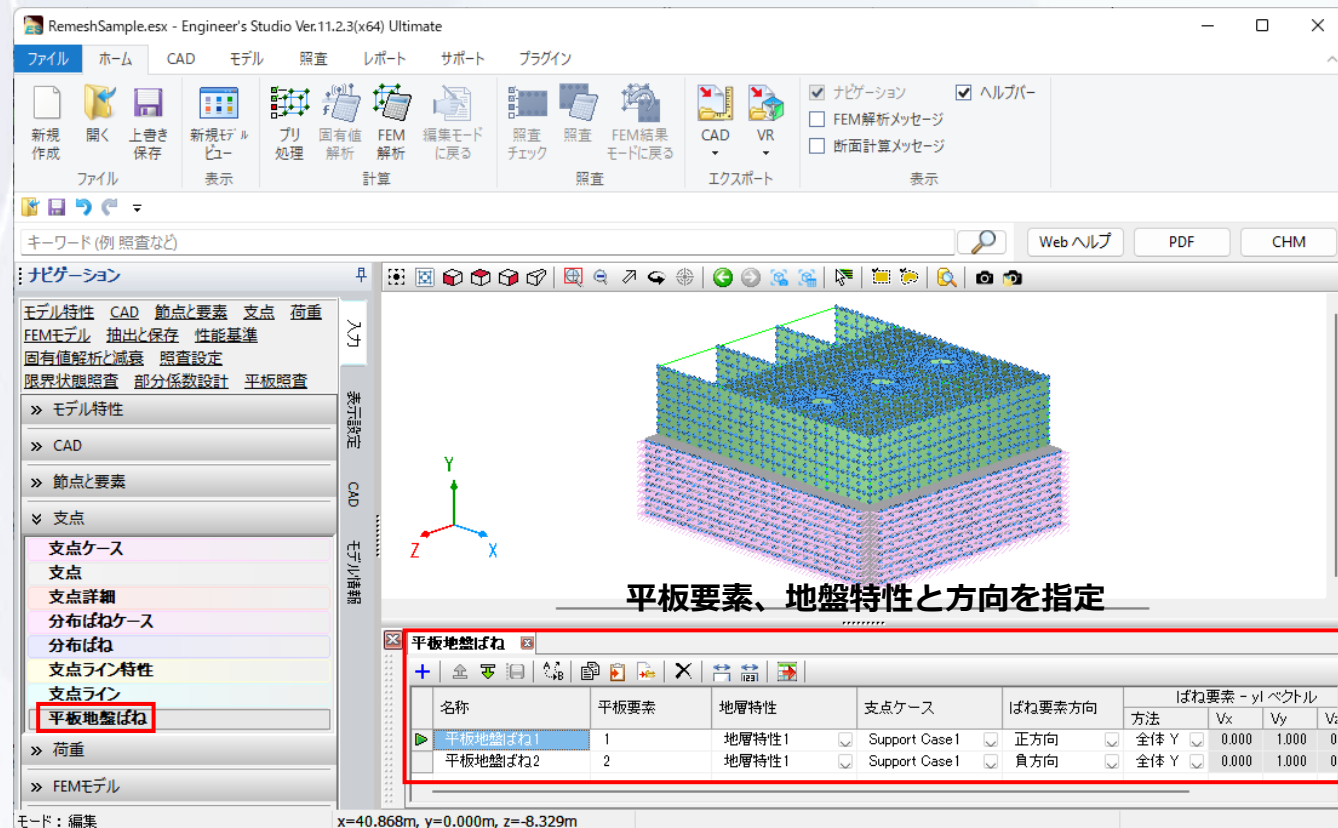 RemeshSample.esx - Engineer's Studio Ver.11.2.3(x64) Ultimate
ファイル ホーム CAD モデル 照査 レポート サポート プラグイン
新規作成 開く 上書き保存 新規モデルビュー プリ処理 固有値解析 FEM解析 編集モードに戻る 照査チェック 照査 FEM結果モードに戻る CAD VR
ナビゲーション ヘルプバー
FEM解析メッセージ
断面計算メッセージ
ファイル 表示 計算 照査 エクスポート 表示
キーワード (例 照査など) Web ヘルプ PDF CHM
ナビゲーション
モデル特性 CAD 節点と要素 支点 荷重
FEMモデル 抽出と保存 性能基準
固有値解析と減衰 照査設定
限界状態照査 部分係数設計 平板照査
» モデル特性
» CAD
» 節点と要素
支点
支点ケース
支点
支点詳細
分布ばねケース
分布ばね
支点ライン特性
支点ライン
平板地盤ばね
» 荷重
» FEMモデル
入力
表示設定
CAD
モデル情報
Y
Z X
平板要素、地盤特性と方向を指定
平板地盤ばね
名称 平板要素 地層特性 支点ケース ばね要素方向 ばね要素 - yl ベクトル
方法 Vx Vy Vz
平板地盤ばね1 1 地層特性1 Support Case1 正方向 全体 Y 0.000 1.000 0
平板地盤ばね2 2 地層特性1 Support Case1 負方向 全体 Y 0.000 1.000 0
モード：編集 x=40.868m, y=0.000m, z=-8.329m